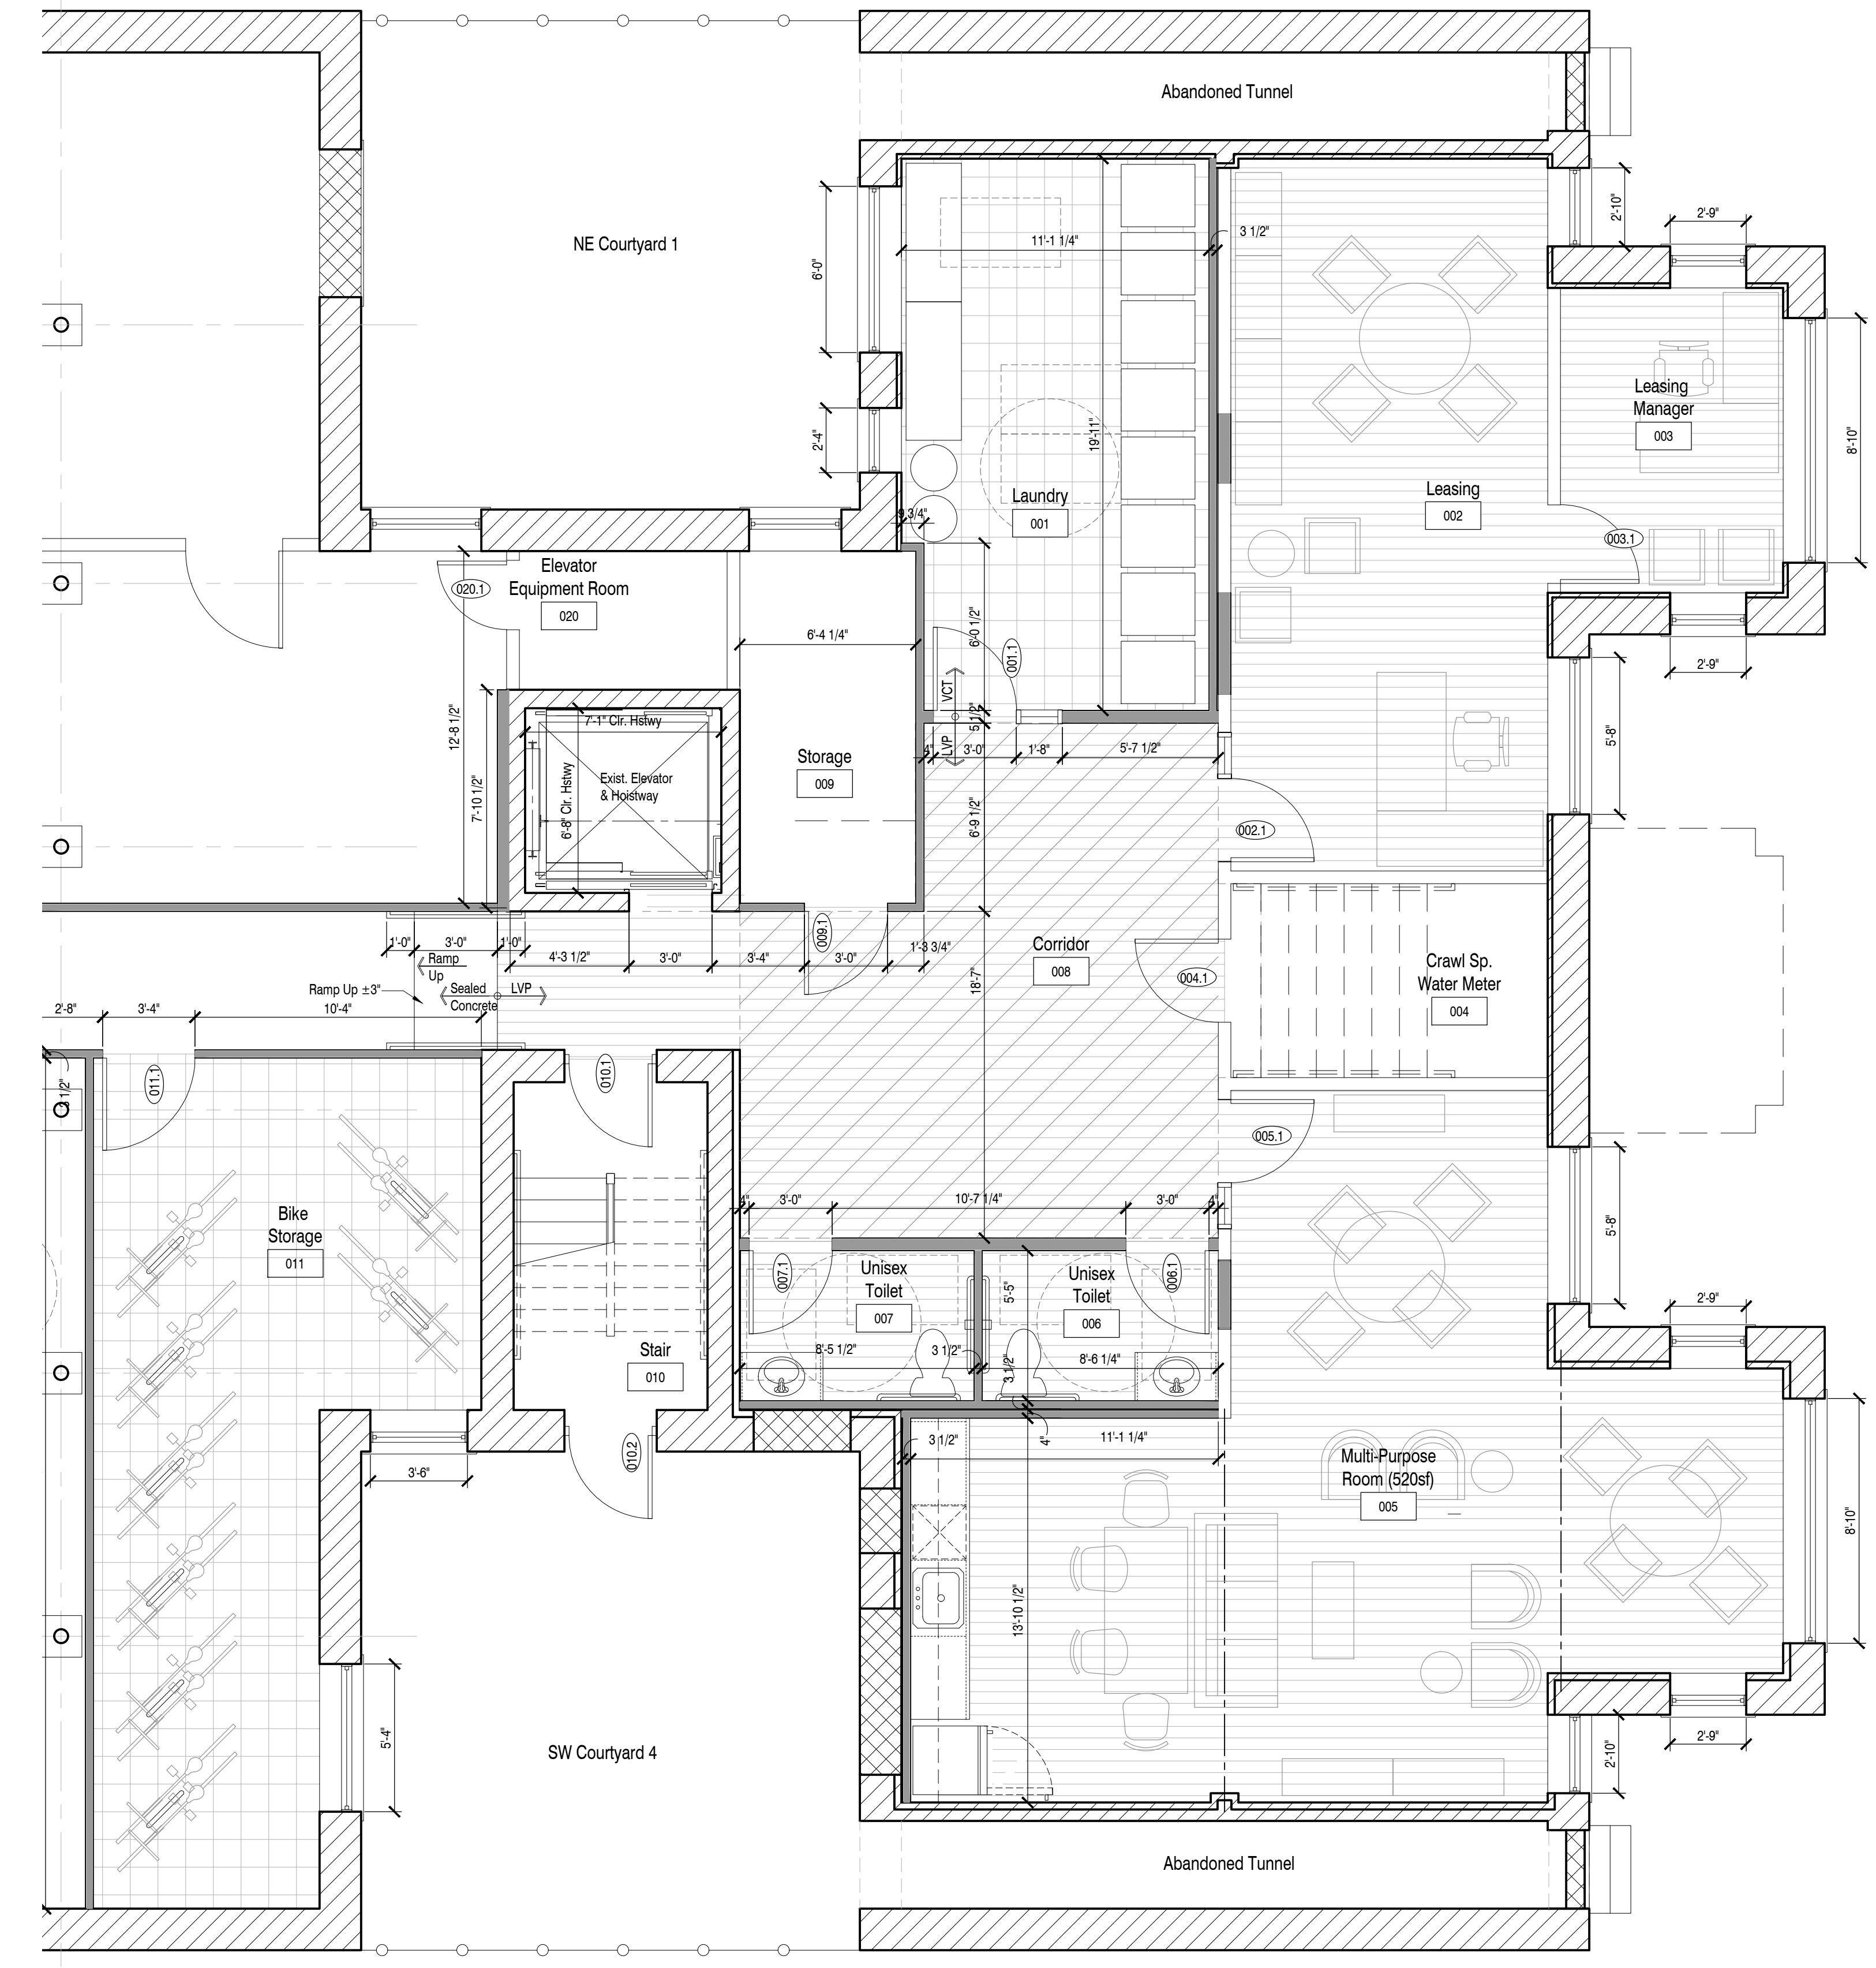 Abandoned Tunnel
2'-10"
2'-9"
NE Courtyard 1
11'-1 1/4"
3 1/2"
6'-0"
Leasing
Manager
003
8'-10"
2'-4"
19'-11"
Laundry
001
Leasing
002
9 3/4"
003.1
Elevator
Equipment Room
020
020.1
6'-4 1/4"
6'-0 1/2"
001.1
2'-9"
VCT
LVP
5 1/2"
12'-8 1/2"
7'-10 1/2"
7'-1" Clr. Hstwy
6'-8" Clr. Hstwy
Exist. Elevator
& Hoistway
Storage
009
4"
3'-0"
1'-8"
5'-7 1/2"
5'-8"
6'-9 1/2"
002.1
009.1
1'-0"
3'-0"
1'-0"
4'-3 1/2"
3'-0"
3'-4"
3'-0"
1'-3 3/4"
Ramp
Up
Corridor
008
004.1
Crawl Sp.
Water Meter
004
18'-7"
Ramp Up ±3"
Sealed
Concrete
LVP
2'-8"
3'-4"
10'-4"
3 1/2"
011.1
010.1
005.1
Bike
Storage
011
4"
3'-0"
10'-7 1/4"
3'-0"
4"
5'-8"
007.1
Unisex
Toilet
007
5'-5"
Unisex
Toilet
006
006.1
2'-9"
Stair
010
8'-5 1/2"
3 1/2"
3 1/2"
8'-6 1/4"
3'-6"
010.2
3 1/2"
4"
11'-1 1/4"
Multi-Purpose
Room (520sf)
005
8'-10"
13'-10 1/2"
5'-4"
SW Courtyard 4
2'-10"
2'-9"
Abandoned Tunnel